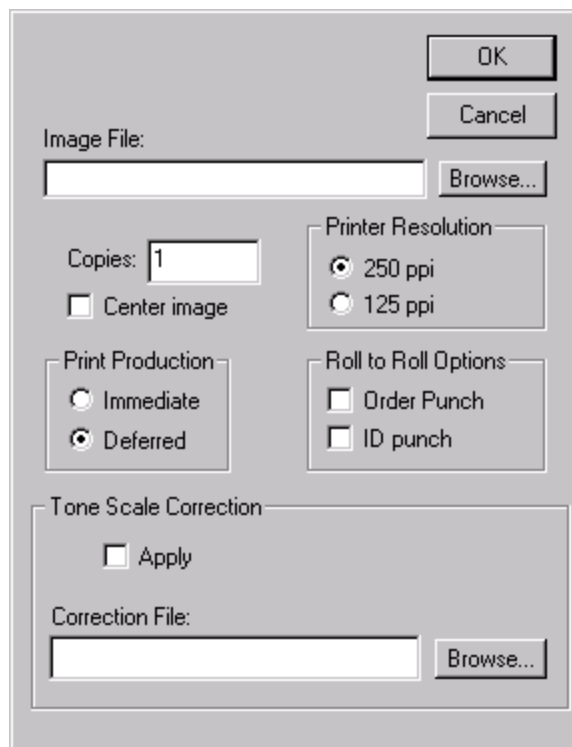 OK
Cancel
Image File:
Browse...
Copies: 1
Center image
Printer Resolution
250 ppi
125 ppi
Print Production
Immediate
Deferred
Roll to Roll Options
Order Punch
ID punch
Tone Scale Correction
Apply
Correction File:
Browse...